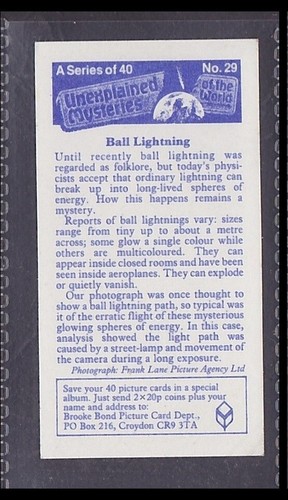 A Series of 40 No. 29
Unexplained
Mysteries
of the
World
Ball Lightning
Until recently ball lightning was
regarded as folklore, but today's physi-
cists accept that ordinary lightning can
break up into long-lived spheres of
energy. How this happens remains a
mystery.
Reports of ball lightnings vary: sizes
range from tiny up to about a metre
across; some glow a single colour while
others are multicoloured. They can
appear inside closed rooms and have been
seen inside aeroplanes. They can explode
or quietly vanish.
Our photograph was once thought to
show a ball lightning path, so typical was
it of the erratic flight of these mysterious
glowing spheres of energy. In this case,
analysis showed the light path was
caused by a street-lamp and movement of
the camera during a long exposure.
Photograph: Frank Lane Picture Agency Ltd
Save your 40 picture cards in a special
album. Just send 2×20p coins plus your
name and address to:
Brooke Bond Picture Card Dept.,
PO Box 216, Croydon CR9 3TA